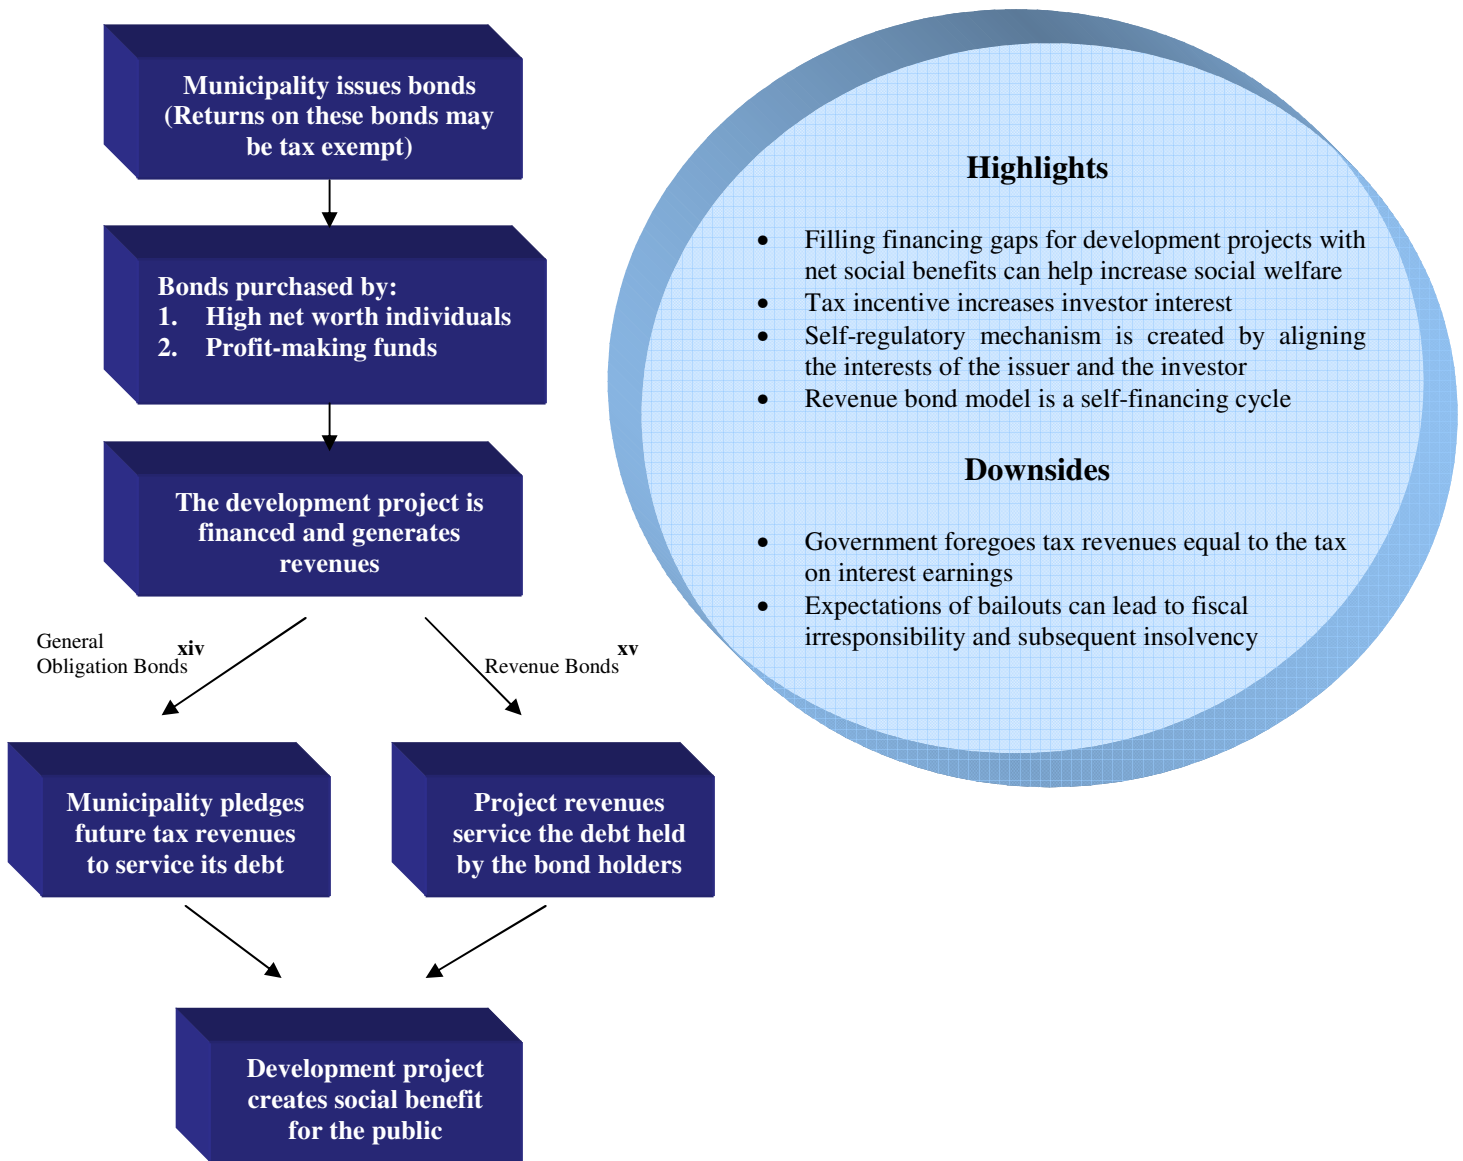 Municipality issues bonds
(Returns on these bonds may
be tax exempt)
Bonds purchased by:
1. High net worth individuals
2. Profit-making funds
The development project is
financed and generates
revenues
General
Obligation Bonds xiv
Revenue Bonds xv
Municipality pledges
future tax revenues
to service its debt
Project revenues
service the debt held
by the bond holders
Development project
creates social benefit
for the public
Highlights
• Filling financing gaps for development projects with
net social benefits can help increase social welfare
• Tax incentive increases investor interest
• Self-regulatory mechanism is created by aligning
the interests of the issuer and the investor
• Revenue bond model is a self-financing cycle
Downsides
• Government foregoes tax revenues equal to the tax
on interest earnings
• Expectations of bailouts can lead to fiscal
irresponsibility and subsequent insolvency